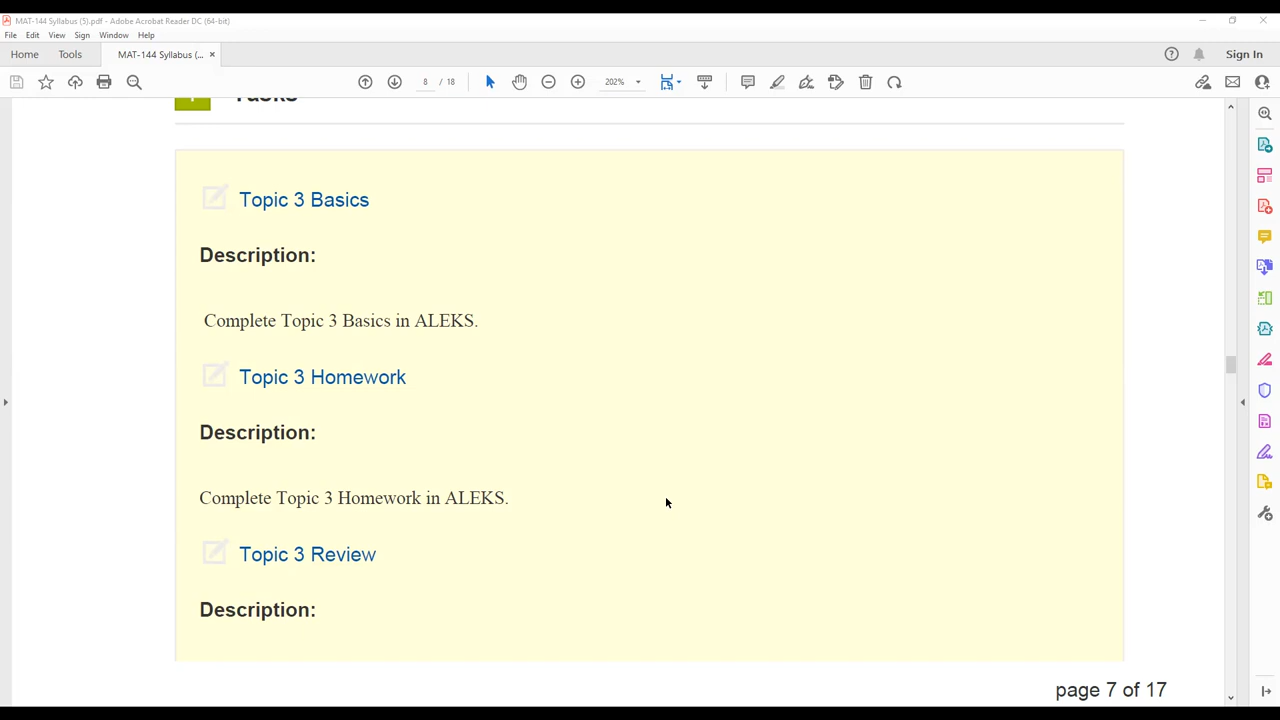 MAT-144 Syllabus (5).pdf - Adobe Acrobat Reader DC (64-bit)
File Edit View Sign Window Help
Home Tools MAT-144 Syllabus (... × Sign In
8 / 18 202%
Tasks
Topic 3 Basics
Description:
Complete Topic 3 Basics in ALEKS.
Topic 3 Homework
Description:
Complete Topic 3 Homework in ALEKS.
Topic 3 Review
Description:
page 7 of 17